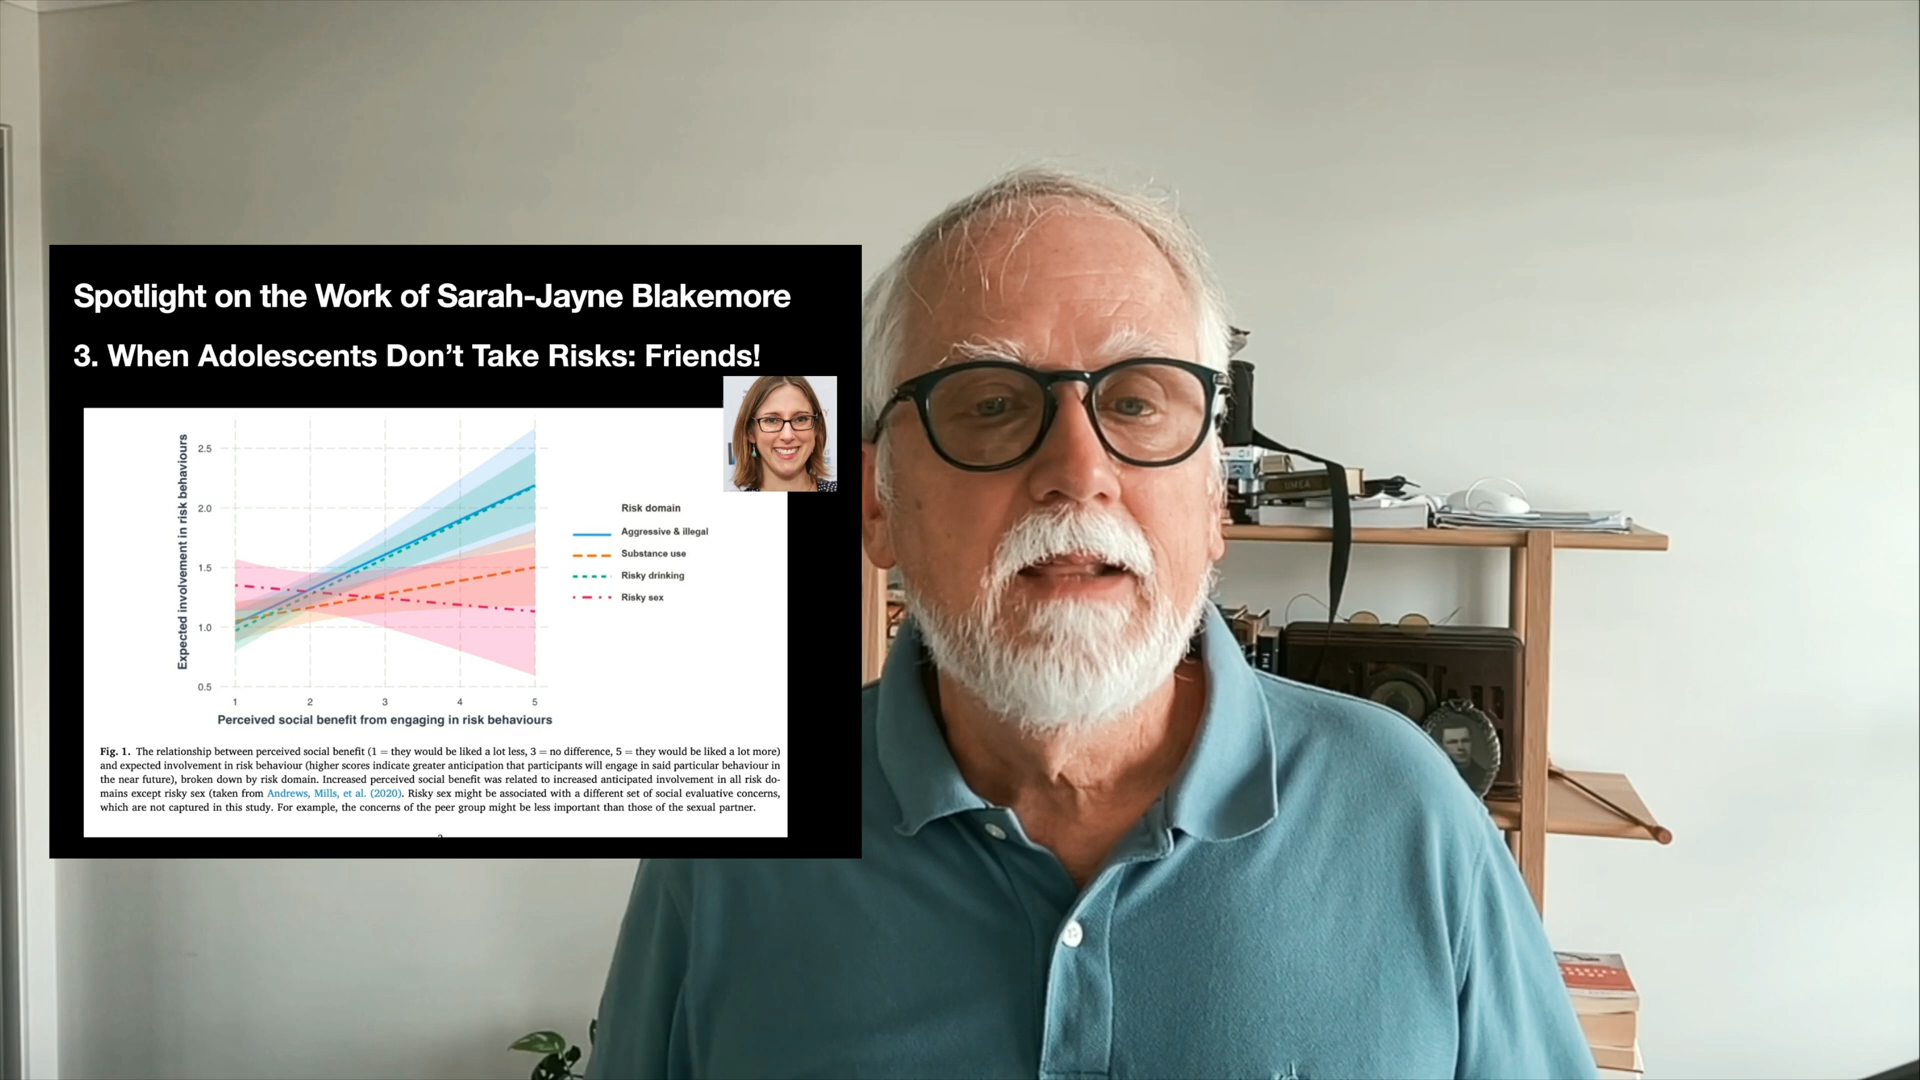 Spotlight on the Work of Sarah-Jayne Blakemore
3. When Adolescents Don't Take Risks: Friends!
Expected involvement in risk behaviours
2.5
2.0
1.5
1.0
0.5
1 2 3 4 5
Perceived social benefit from engaging in risk behaviours
Risk domain
Aggressive & illegal
Substance use
Risky drinking
Risky sex
Fig. 1. The relationship between perceived social benefit (1 = they would be liked a lot less, 3 = no difference, 5 = they would be liked a lot more)
and expected involvement in risk behaviour (higher scores indicate greater anticipation that participants will engage in said particular behaviour in
the near future), broken down by risk domain. Increased perceived social benefit was related to increased anticipated involvement in all risk do-
mains except risky sex (taken from Andrews, Mills, et al. (2020). Risky sex might be associated with a different set of social evaluative concerns,
which are not captured in this study. For example, the concerns of the peer group might be less important than those of the sexual partner.
UMEA
THE